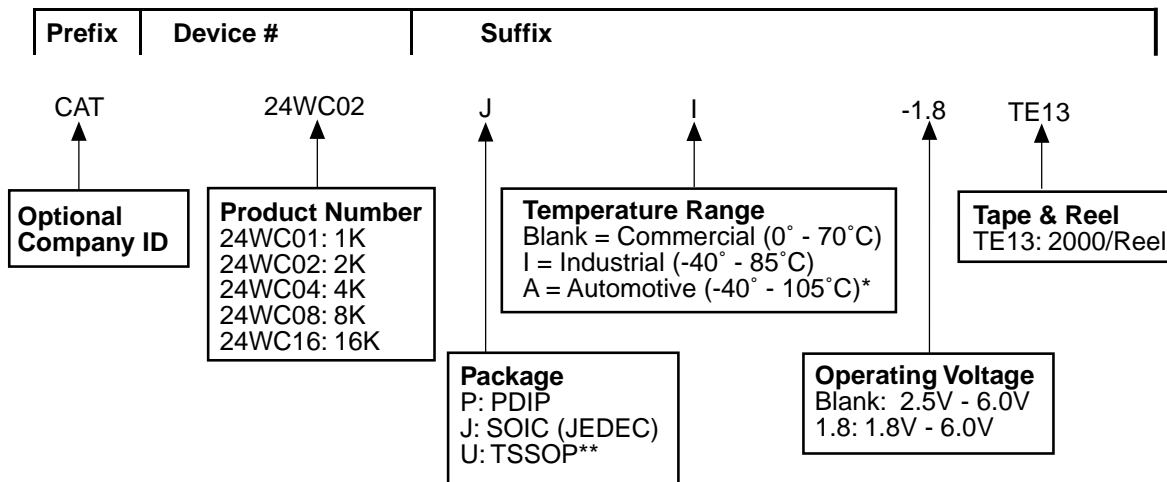 Prefix Device # Suffix
CAT 24WC02 J I -1.8 TE13
Optional
Company ID
Product Number
24WC01: 1K
24WC02: 2K
24WC04: 4K
24WC08: 8K
24WC16: 16K
Temperature Range
Blank = Commercial (0˚ - 70˚C)
I = Industrial (-40˚ - 85˚C)
A = Automotive (-40˚ - 105˚C)*
Tape & Reel
TE13: 2000/Reel
Package
P: PDIP
J: SOIC (JEDEC)
U: TSSOP**
Operating Voltage
Blank: 2.5V - 6.0V
1.8: 1.8V - 6.0V